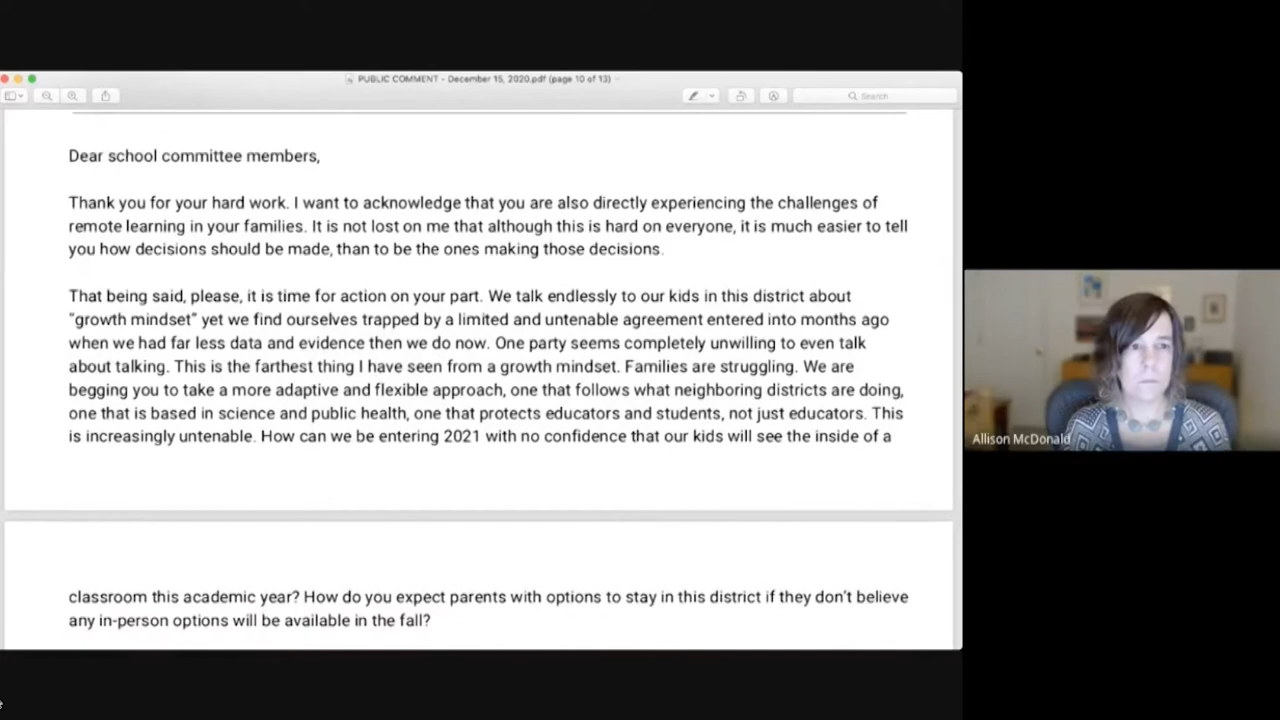 PUBLIC COMMENT - December 15, 2020.pdf (page 10 of 13)
Search
Dear school committee members,
Thank you for your hard work. I want to acknowledge that you are also directly experiencing the challenges of
remote learning in your families. It is not lost on me that although this is hard on everyone, it is much easier to tell
you how decisions should be made, than to be the ones making those decisions.
That being said, please, it is time for action on your part. We talk endlessly to our kids in this district about
"growth mindset" yet we find ourselves trapped by a limited and untenable agreement entered into months ago
when we had far less data and evidence then we do now. One party seems completely unwilling to even talk
about talking. This is the farthest thing I have seen from a growth mindset. Families are struggling. We are
begging you to take a more adaptive and flexible approach, one that follows what neighboring districts are doing,
one that is based in science and public health, one that protects educators and students, not just educators. This
is increasingly untenable. How can we be entering 2021 with no confidence that our kids will see the inside of a
classroom this academic year? How do you expect parents with options to stay in this district if they don't believe
any in-person options will be available in the fall?
Allison McDonald